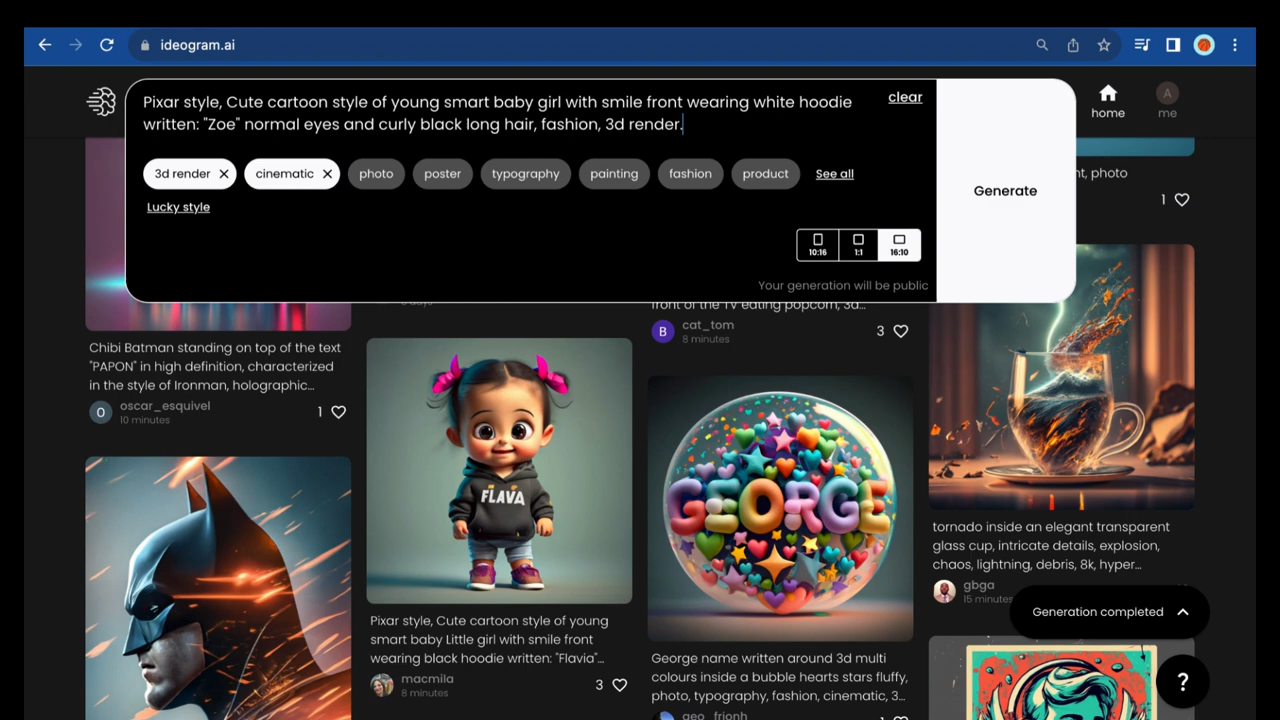 ideogram.ai
Pixar style, Cute cartoon style of young smart baby girl with smile front wearing white hoodie
written: "Zoe" normal eyes and curly black long hair, fashion, 3d render.
clear
3d render
cinematic
photo
poster
typography
painting
fashion
product
See all
Lucky style
10:16
1:1
16:10
Your generation will be public
Generate
home
A
me
nt, photo
1
front of the TV eating popcorn, 3d...
B
cat_tom
8 minutes
3
Chibi Batman standing on top of the text
"PAPON" in high definition, characterized
in the style of Ironman, holographic...
O
oscar_esquivel
10 minutes
1
FLAVA
Pixar style, Cute cartoon style of young
smart baby Little girl with smile front
wearing black hoodie written: "Flavia"...
macmila
8 minutes
3
GEORGE
George name written around 3d multi
colours inside a bubble hearts stars fluffy,
photo, typography, fashion, cinematic, 3...
tornado inside an elegant transparent
glass cup, intricate details, explosion,
chaos, lightning, debris, 8k, hyper...
gbga
15 minutes
Generation completed
?